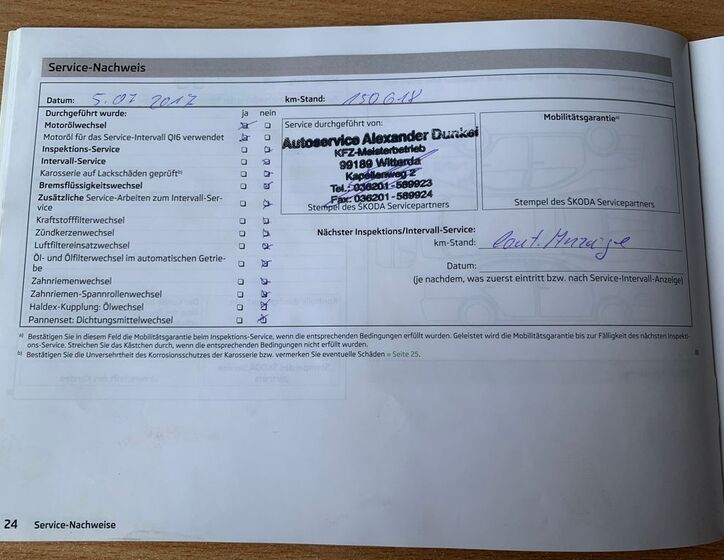 Service-Nachweis
Datum: 5.07 2017 km-Stand: 150618
Durchgeführt wurde: ja nein
Motorölwechsel
Motoröl für das Service-Intervall QI6 verwendet
Inspektions-Service
Intervall-Service
Karosserie auf Lackschäden geprüft b)
Bremsflüssigkeitswechsel
Zusätzliche Service-Arbeiten zum Intervall-Ser-
vice
Kraftstofffilterwechsel
Zündkerzenwechsel
Luftfiltereinsatzwechsel
Öl- und Ölfilterwechsel im automatischen Getrie-
be
Zahnriemenwechsel
Zahnriemen-Spannrollenwechsel
Haldex-Kupplung: Ölwechsel
Pannenset: Dichtungsmittelwechsel
Service durchgeführt von:
Autoservice Alexander Dunkel
KFZ-Meisterbetrieb
99189 Witterda
Kapellenweg 2
Tel.: 036201 - 589923
Fax: 036201 - 589924
Stempel des ŠKODA Servicepartners
Mobilitätsgarantie a)
Stempel des ŠKODA Servicepartners
Nächster Inspektions/Intervall-Service:
km-Stand: laut. Anzeige
Datum:
(je nachdem, was zuerst eintritt bzw. nach Service-Intervall-Anzeige)
a) Bestätigen Sie in diesem Feld die Mobilitätsgarantie beim Inspektions-Service, wenn die entsprechenden Bedingungen erfüllt wurden. Geleistet wird die Mobilitätsgarantie bis zur Fälligkeit des nächsten Inspekti-
ons-Service. Streichen Sie das Kästchen durch, wenn die entsprechenden Bedingungen nicht erfüllt wurden.
b) Bestätigen Sie die Unversehrtheit des Korrosionsschutzes der Karosserie bzw. vermerken Sie eventuelle Schäden » Seite 25.
24 Service-Nachweise